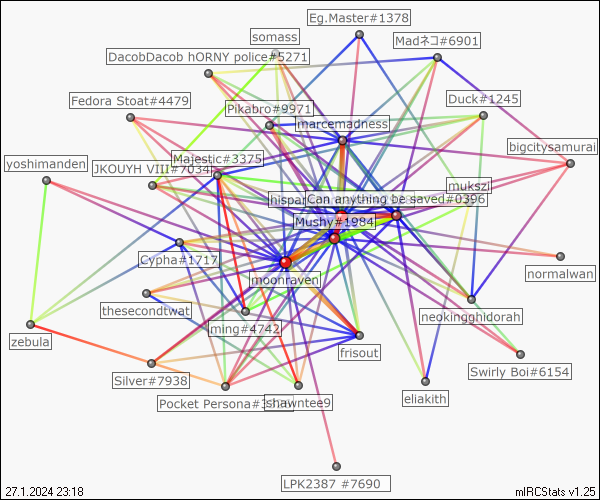 Eg.Master#1378
somass
Madネコ#6901
DacobDacob hORNY police#5271
Fedora Stoat#4479
Duck#1245
Pikabro#9971
marcemadness
bigcitysamurai
yoshimanden
Majestic#3375
JKOUYH VIII#7034
mukszi
hispar
Can anything be saved#0396
Mushy#1984
Cypha#1717
normalwan
moonraven
thesecondtwat
neokingghidorah
ming#4742
zebula
frisout
Silver#7938
Swirly Boi#6154
eliakith
Pocket Persona#
shawntee9
LPK2387 #7690
27.1.2024 23:18
mIRCStats v1.25